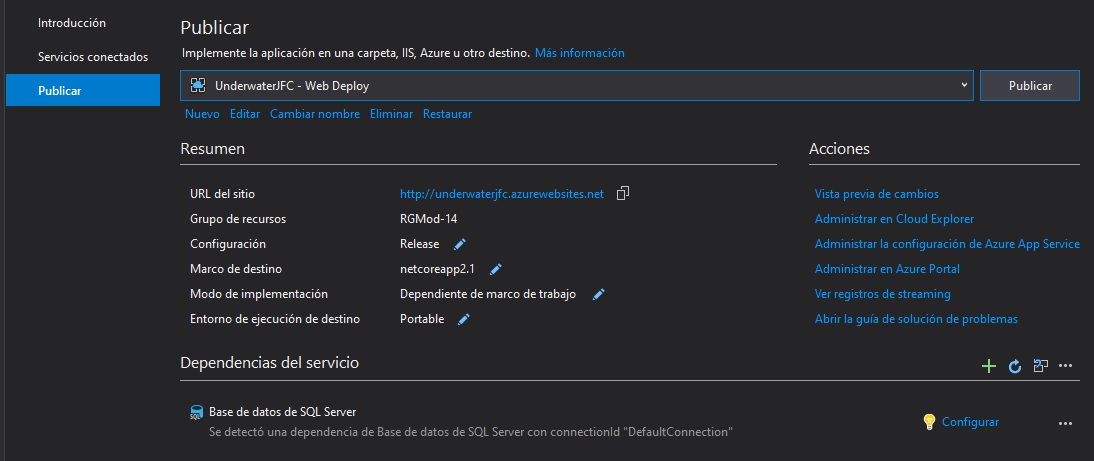 Introducción
Servicios conectados
Publicar
Publicar
Implemente la aplicación en una carpeta, IIS, Azure u otro destino. Más información
UnderwaterJFC - Web Deploy
Publicar
Nuevo Editar Cambiar nombre Eliminar Restaurar
Resumen
URL del sitio http://underwaterjfc.azurewebsites.net
Grupo de recursos RGMod-14
Configuración Release
Marco de destino netcoreapp2.1
Modo de implementación Dependiente de marco de trabajo
Entorno de ejecución de destino Portable
Acciones
Vista previa de cambios
Administrar en Cloud Explorer
Administrar la configuración de Azure App Service
Administrar en Azure Portal
Ver registros de streaming
Abrir la guía de solución de problemas
Dependencias del servicio
SQL
Base de datos de SQL Server
Se detectó una dependencia de Base de datos de SQL Server con connectionId "DefaultConnection"
Configurar